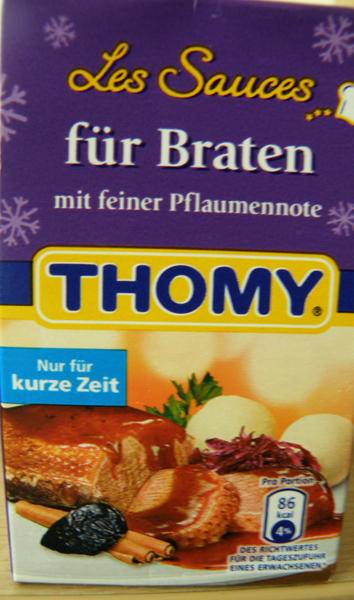 Les Sauces
für Braten
mit feiner Pflaumennote
THOMY®
Nur für
kurze Zeit
Pro Portion
86
kcal
4%
DES RICHTWERTES
FÜR DIE TAGESZUFUHR
EINES ERWACHSENEN.*